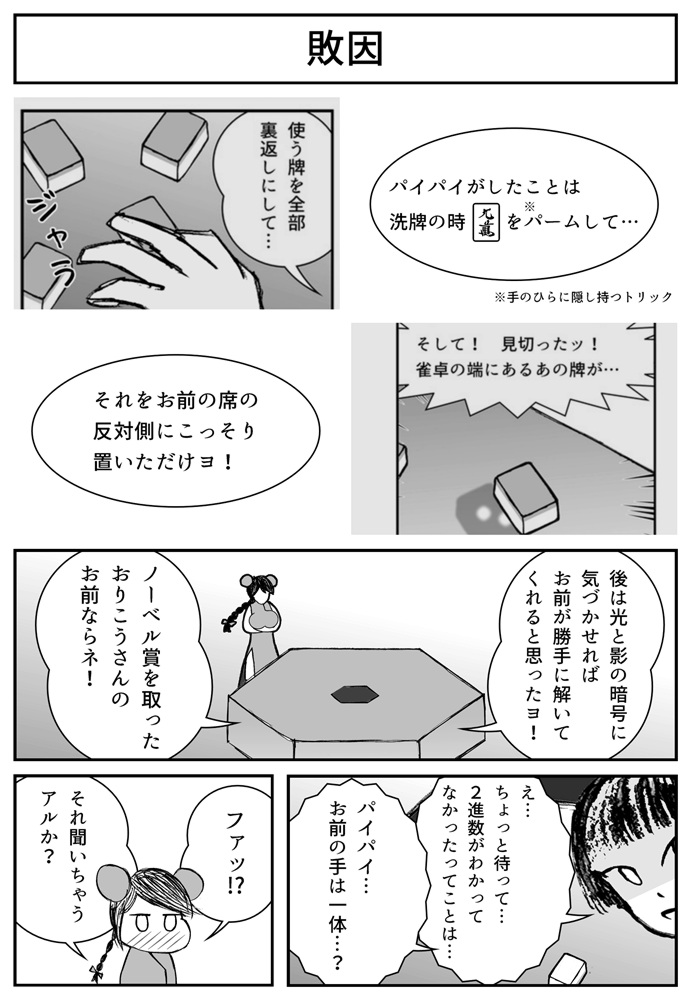 敗因
使う牌を全部
裏返しにして…
ジャラ
パイパイがしたことは
洗牌の時
を※パームして…
※手のひらに隠し持つトリック
そして! 見切ったッ!
雀卓の端にあるあの牌が…
それをお前の席の
反対側にこっそり
置いただけヨ!
後は光と影の暗号に
気づかせれば
お前が勝手に解いて
くれると思ったヨ!
ノーベル賞を取った
おりこうさんの
お前ならネ!
え…
ちょっと待って…
2進数がわかって
なかったってことは…
パイパイ…
お前の手は一体…?
ファッ!?
それ聞いちゃう
アルか?